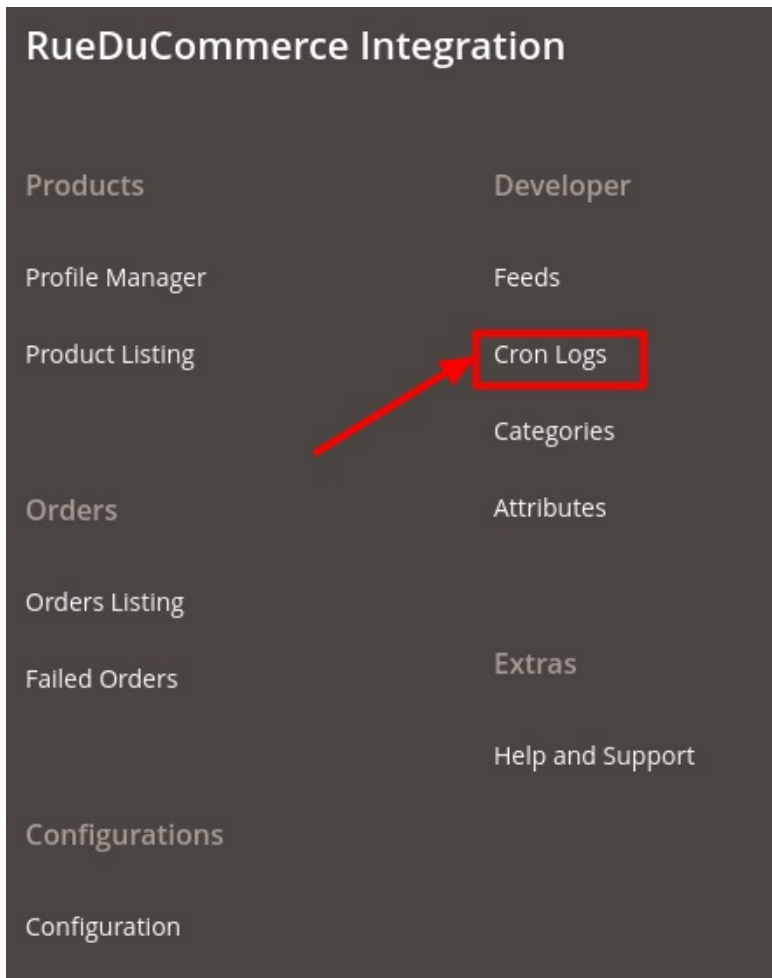 RueDuCommerce Integration
Products
Profile Manager
Product Listing
Orders
Orders Listing
Failed Orders
Configurations
Configuration
Developer
Feeds
Cron Logs
Categories
Attributes
Extras
Help and Support